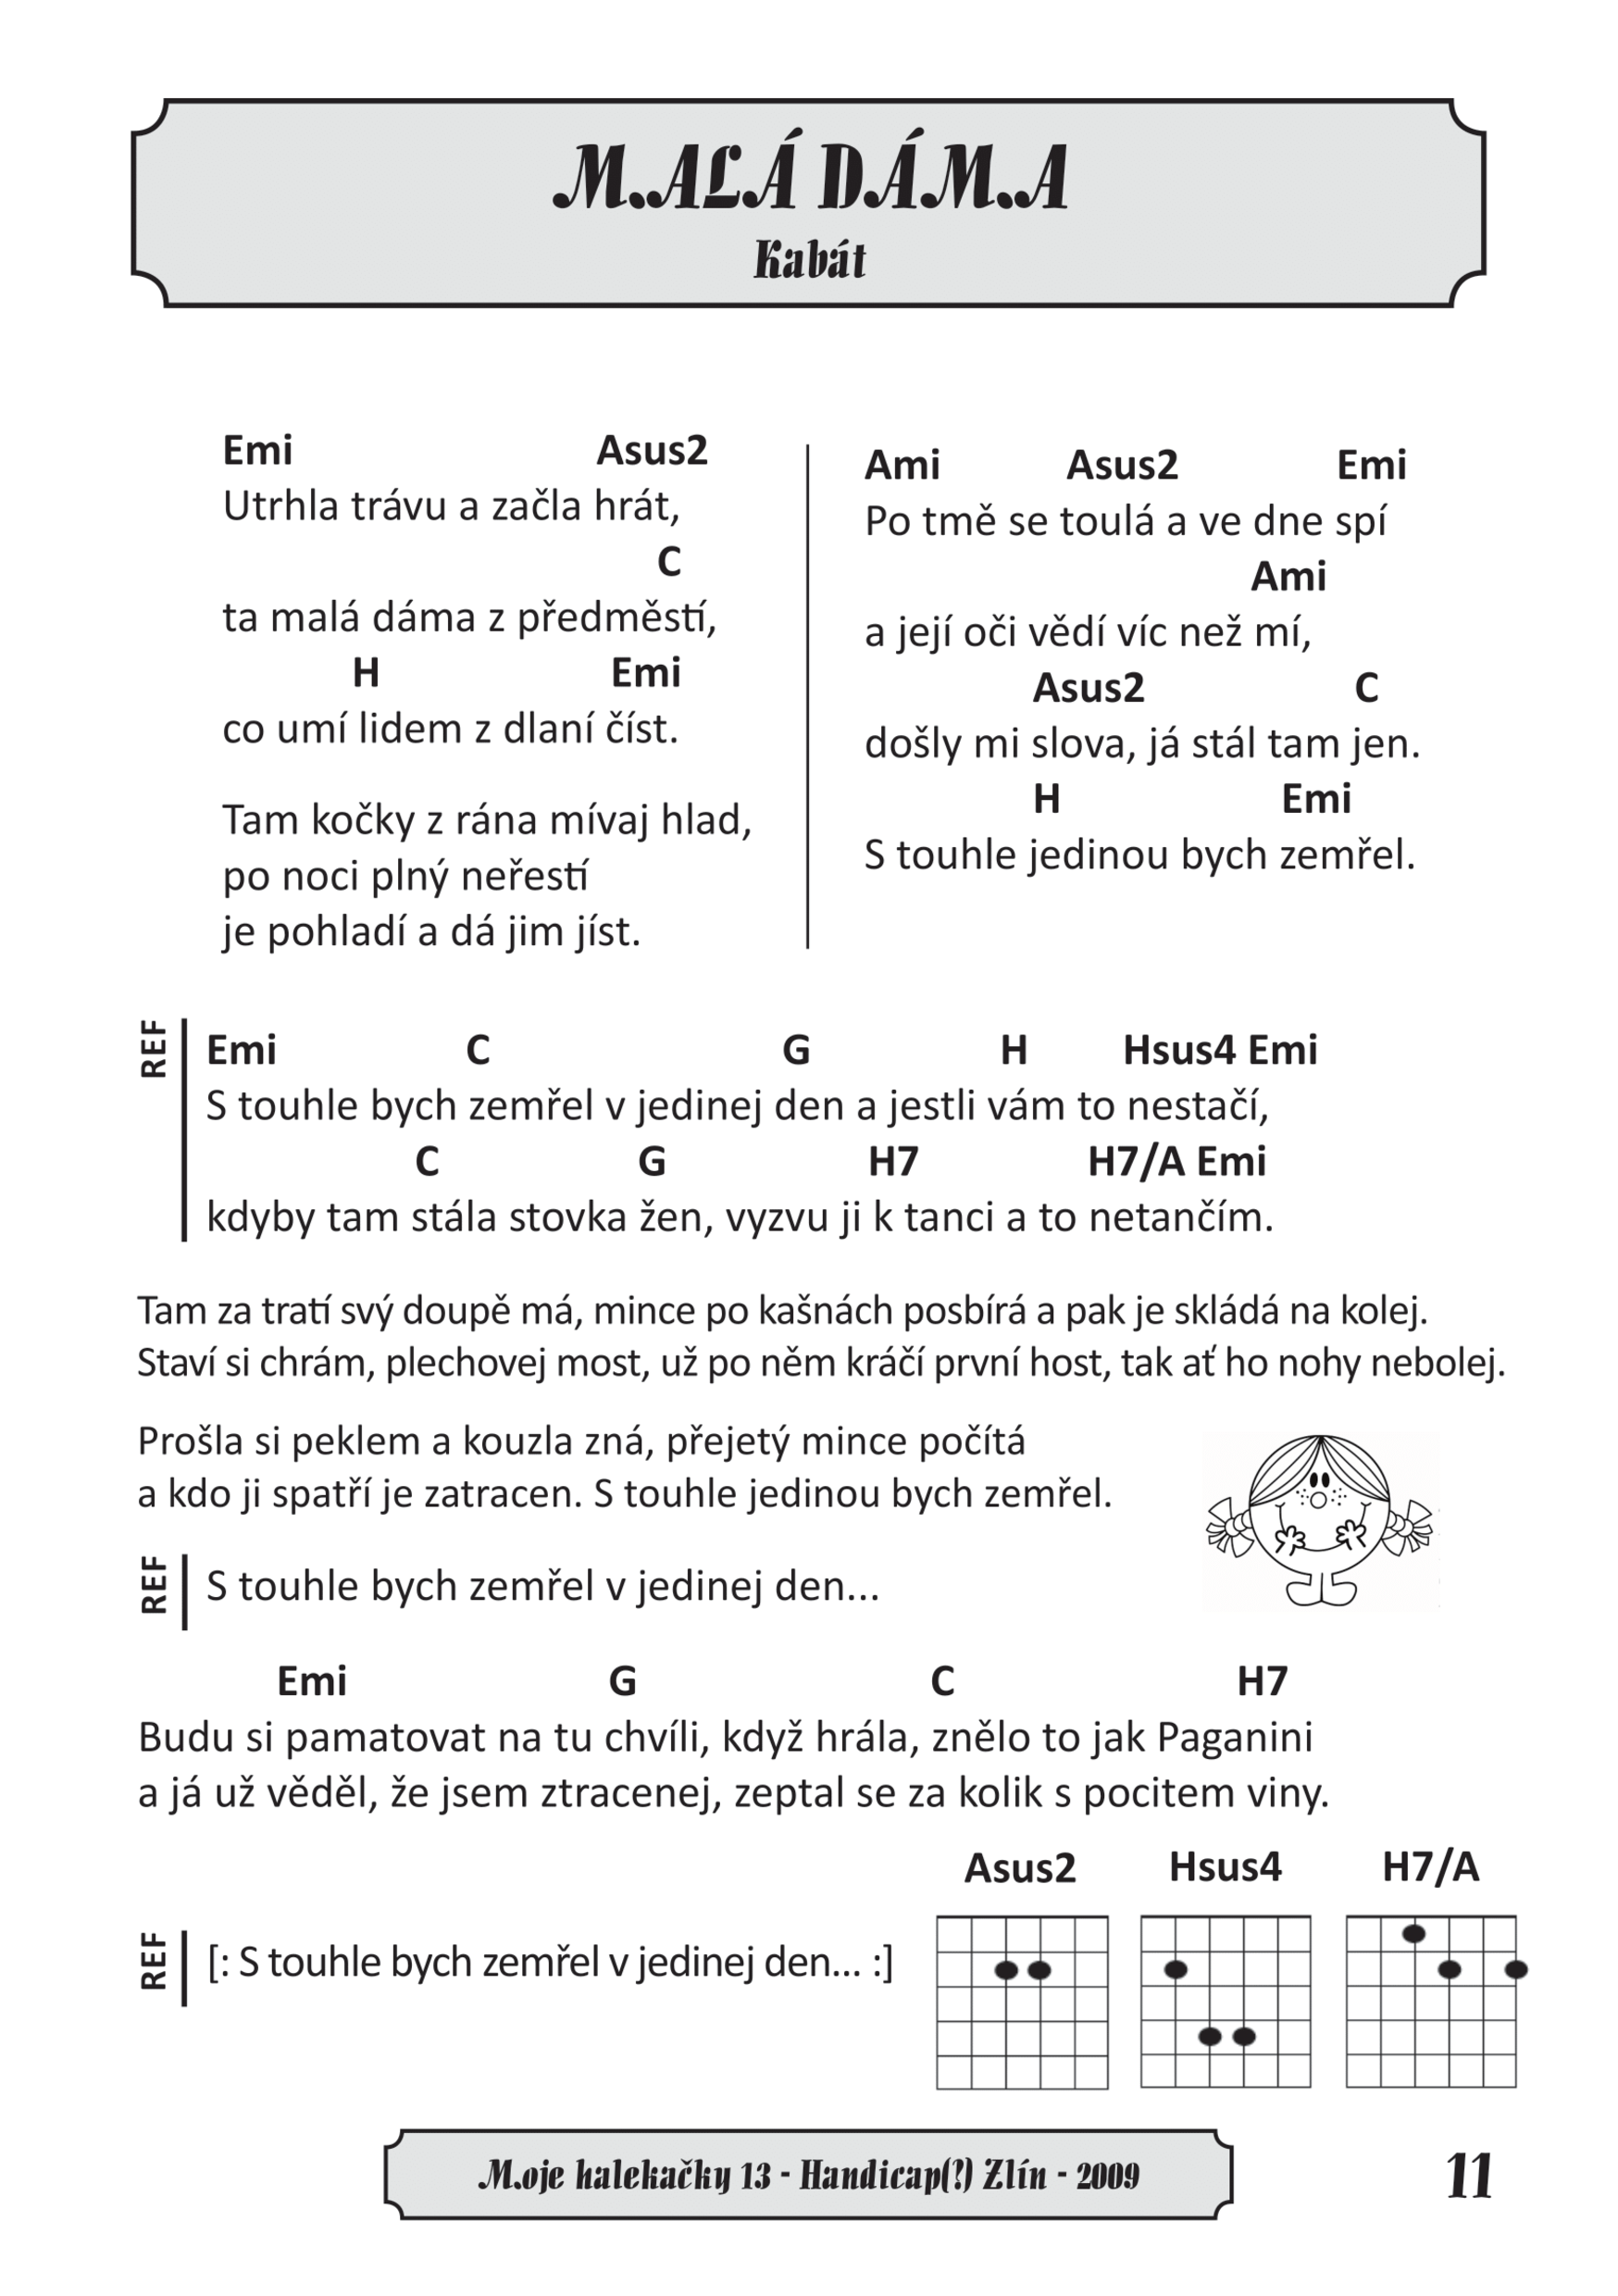 MALÁ DÁMA
Kabát
Emi Asus2
Utrhla trávu a začla hrát,
C
ta malá dáma z předměstí,
H Emi
co umí lidem z dlaní číst.
Tam kočky z rána mívaj hlad,
po noci plný neřestí
je pohladí a dá jim jíst.
Ami Asus2 Emi
Po tmě se toulá a ve dne spí
Ami
a její oči vědí víc než mí,
Asus2 C
došly mi slova, já stál tam jen.
H Emi
S touhle jedinou bych zemřel.
REF
Emi C G H Hsus4 Emi
S touhle bych zemřel v jedinej den a jestli vám to nestačí,
C G H7 H7/A Emi
kdyby tam stála stovka žen, vyzvu ji k tanci a to netančím.
Tam za tratí svý doupě má, mince po kašnách posbírá a pak je skládá na kolej.
Staví si chrám, plechovej most, už po něm kráčí první host, tak ať ho nohy nebolej.
Prošla si peklem a kouzla zná, přejetý mince počítá
a kdo ji spatří je zatracen. S touhle jedinou bych zemřel.
REF
S touhle bych zemřel v jedinej den...
Emi G C H7
Budu si pamatovat na tu chvíli, když hrála, znělo to jak Paganini
a já už věděl, že jsem ztracenej, zeptal se za kolik s pocitem viny.
REF
[: S touhle bych zemřel v jedinej den... :]
Asus2 Hsus4 H7/A
Moje halekačky 13 - Handicap(?) Zlín - 2009
11